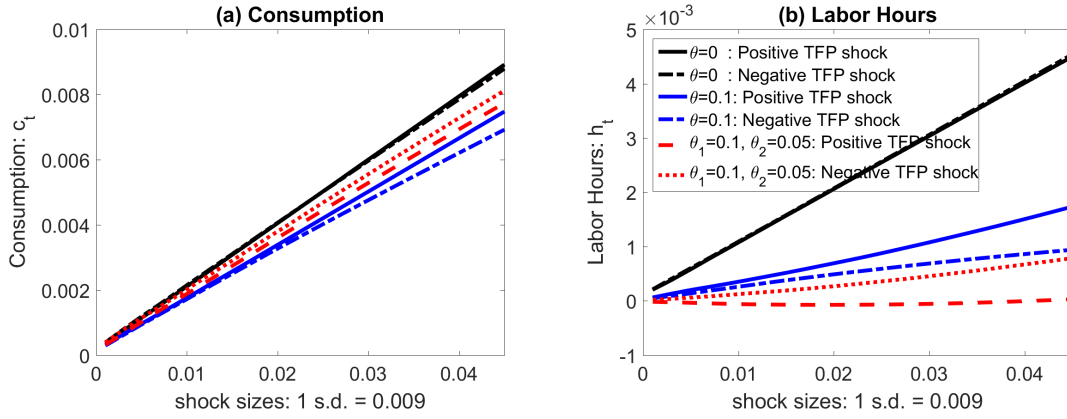 (a) Consumption
0.01
0.008
0.006
0.004
0.002
0
Consumption: c_t
0 0.01 0.02 0.03 0.04
shock sizes: 1 s.d. = 0.009
(b) Labor Hours
×10^-3
5
4
3
2
1
0
-1
Labor Hours: h_t
θ=0 : Positive TFP shock
θ=0 : Negative TFP shock
θ=0.1: Positive TFP shock
θ=0.1: Negative TFP shock
θ_1=0.1, θ_2=0.05: Positive TFP shock
θ_1=0.1, θ_2=0.05: Negative TFP shock
0 0.01 0.02 0.03 0.04
shock sizes: 1 s.d. = 0.009